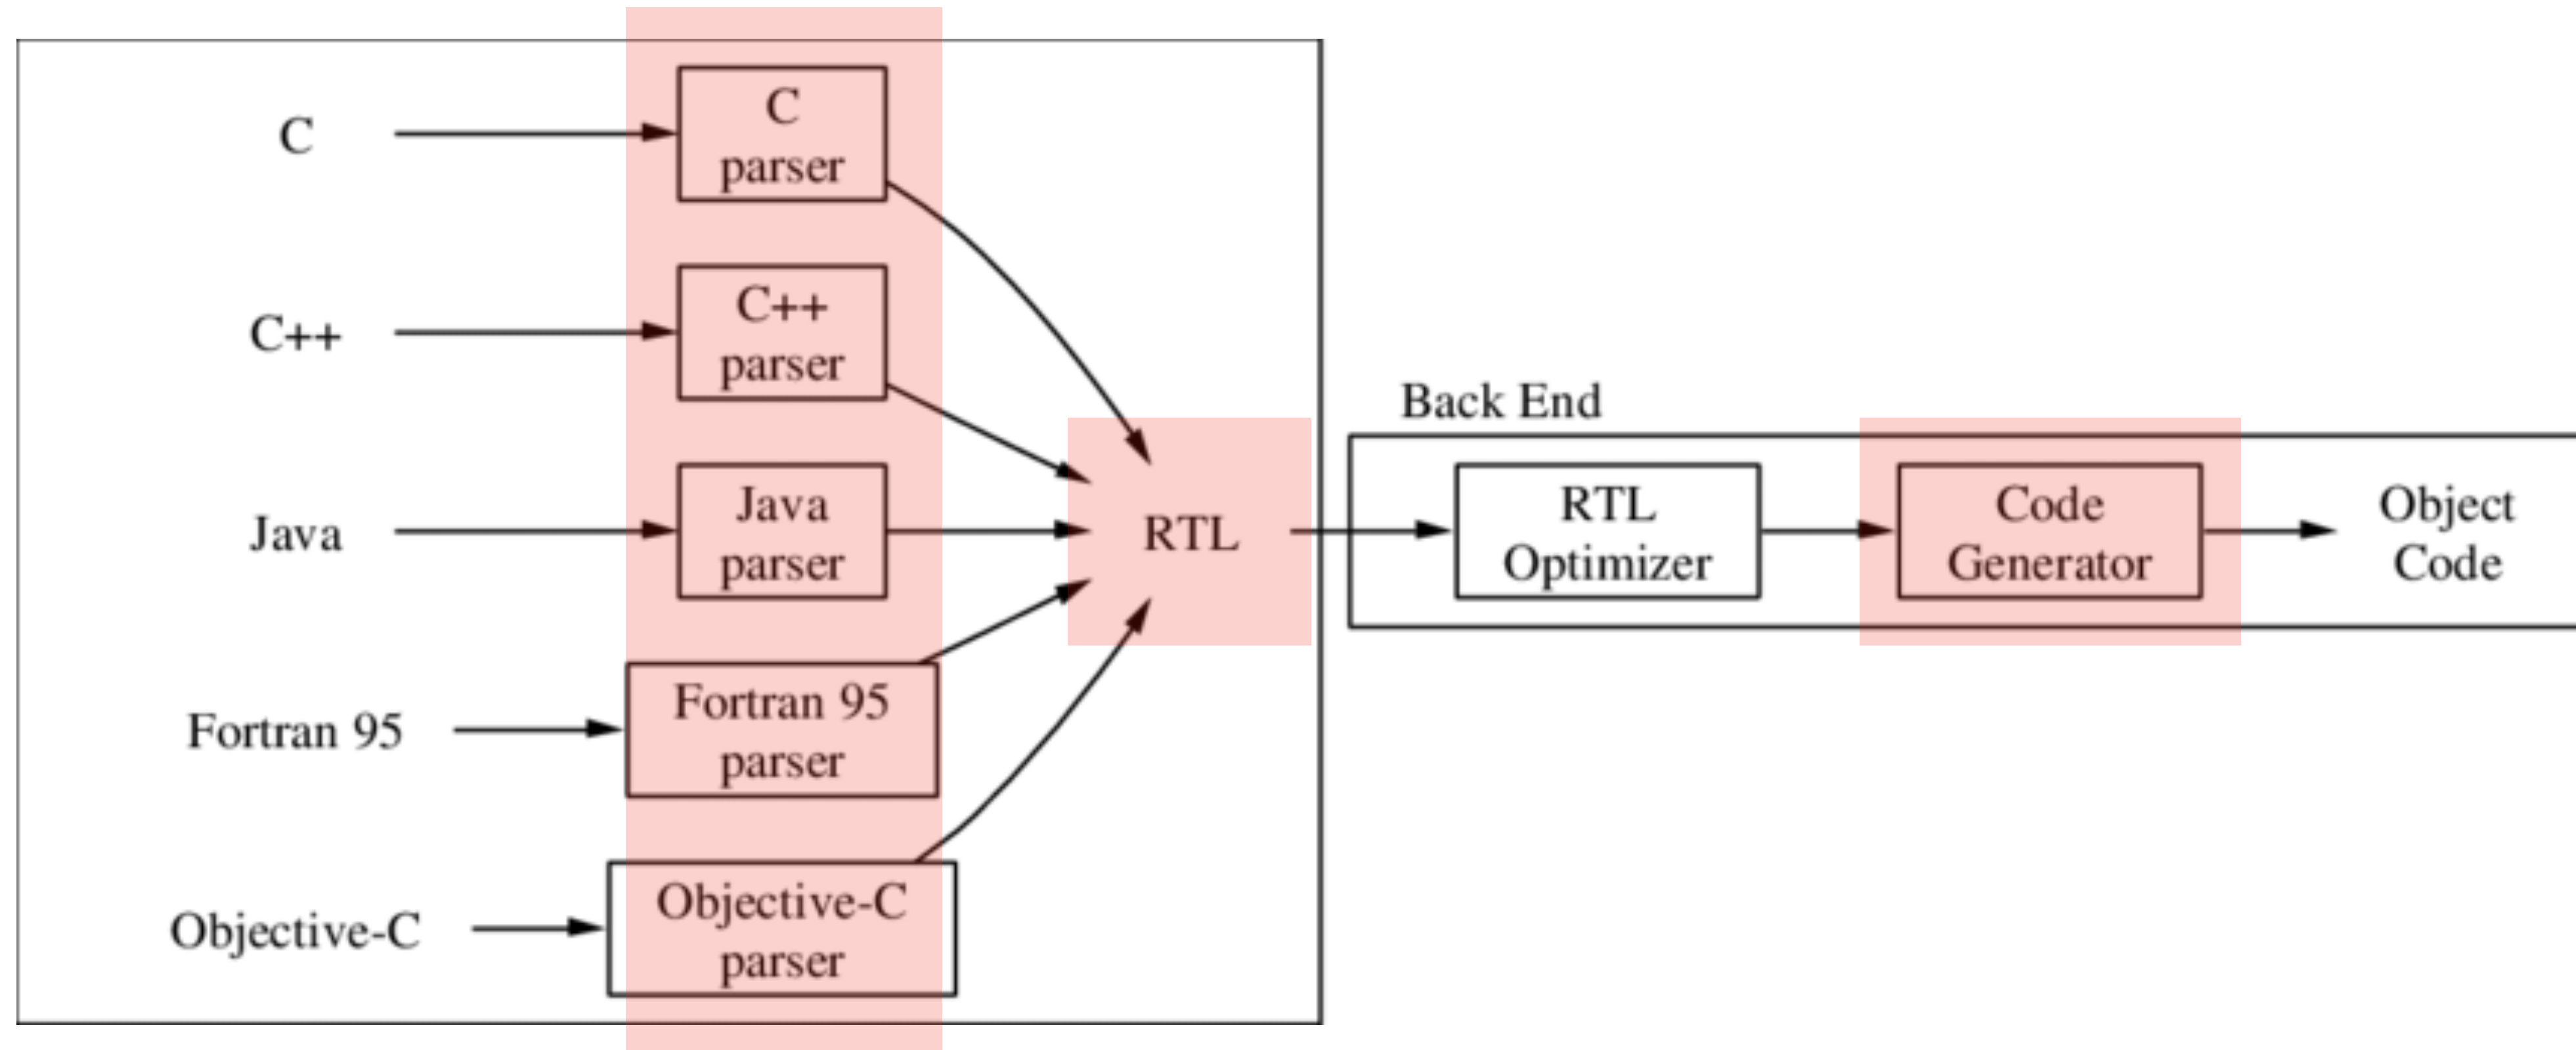 C
C
parser
C++
C++
parser
Java
Java
parser
Fortran 95
Fortran 95
parser
Objective-C
Objective-C
parser
RTL
Back End
RTL
Optimizer
Code
Generator
Object
Code